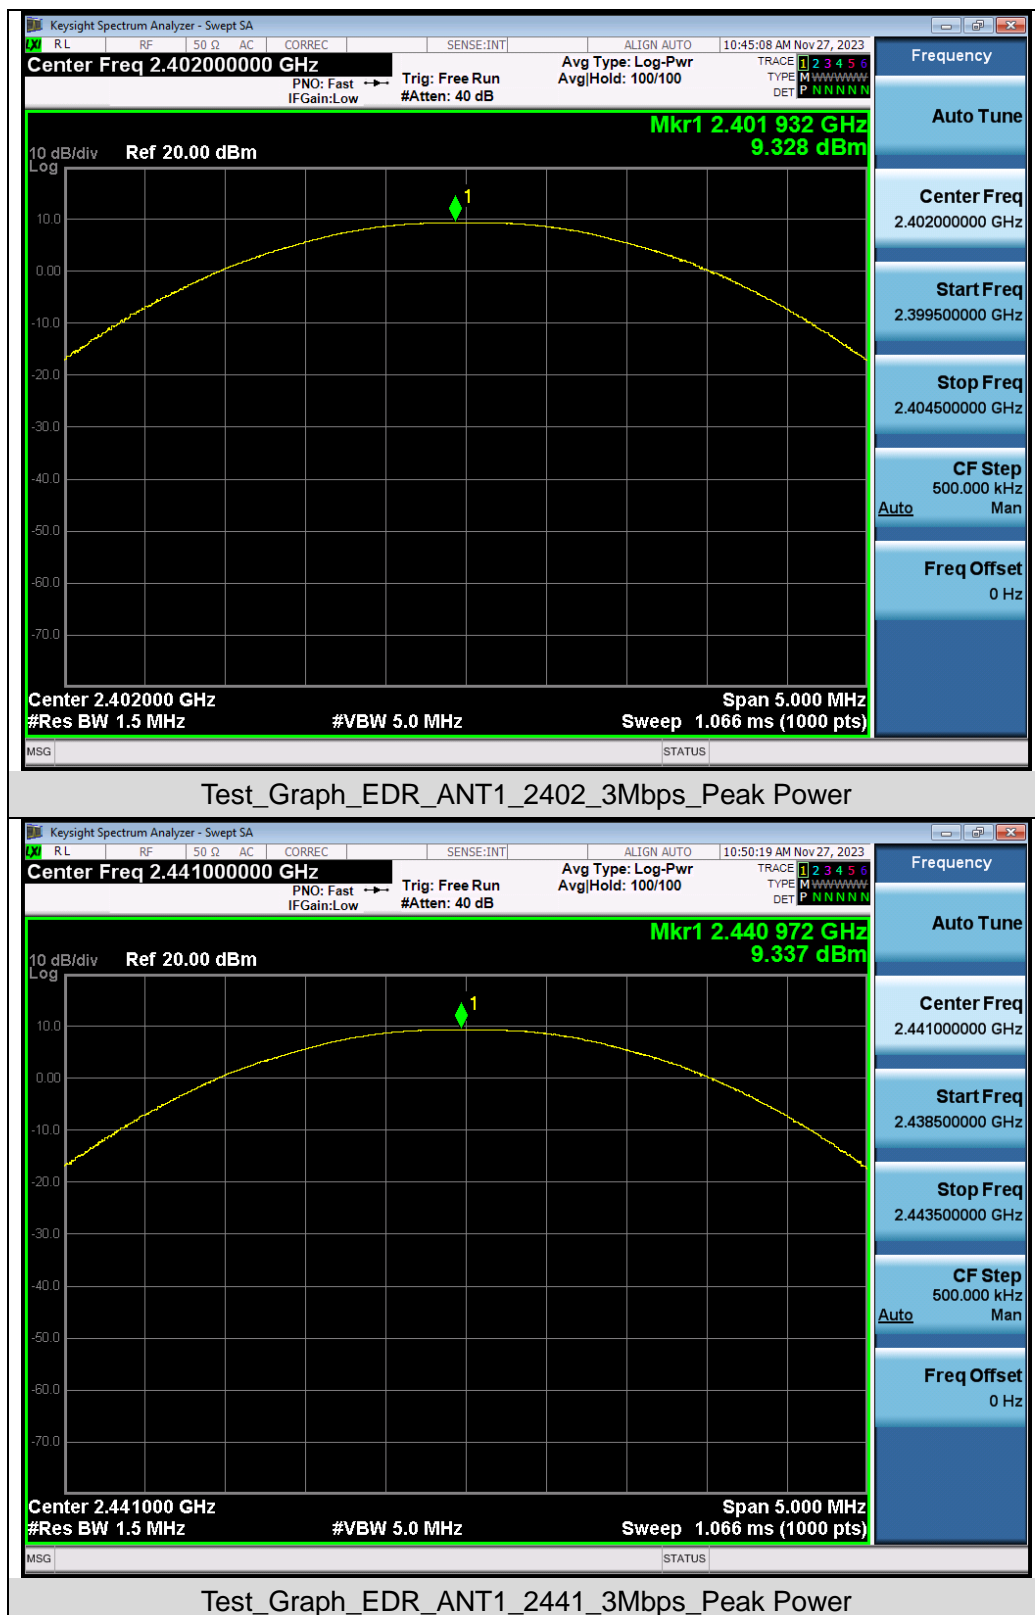 Keysight Spectrum Analyzer - Swept SA
LXI RL RF 50 Ω AC CORREC SENSE:INT ALIGN AUTO 10:45:08 AM Nov 27, 2023
Center Freq 2.402000000 GHz
PNO: Fast
IFGain:Low
Trig: Free Run
#Atten: 40 dB
Avg Type: Log-Pwr
Avg|Hold: 100/100
TRACE 1 2 3 4 5 6
TYPE M WWWWW
DET P N N N N N
Frequency
Mkr1 2.401 932 GHz
9.328 dBm
10 dB/div Ref 20.00 dBm
Log
1
10.0
0.00
-10.0
-20.0
-30.0
-40.0
-50.0
-60.0
-70.0
Center 2.402000 GHz
Span 5.000 MHz
#Res BW 1.5 MHz
#VBW 5.0 MHz
Sweep 1.066 ms (1000 pts)
Auto Tune
Center Freq
2.402000000 GHz
Start Freq
2.399500000 GHz
Stop Freq
2.404500000 GHz
CF Step
500.000 kHz
Auto Man
Freq Offset
0 Hz
MSG STATUS
Test_Graph_EDR_ANT1_2402_3Mbps_Peak Power
Keysight Spectrum Analyzer - Swept SA
LXI RL RF 50 Ω AC CORREC SENSE:INT ALIGN AUTO 10:50:19 AM Nov 27, 2023
Center Freq 2.441000000 GHz
PNO: Fast
IFGain:Low
Trig: Free Run
#Atten: 40 dB
Avg Type: Log-Pwr
Avg|Hold: 100/100
TRACE 1 2 3 4 5 6
TYPE M WWWWW
DET P N N N N N
Frequency
Mkr1 2.440 972 GHz
9.337 dBm
10 dB/div Ref 20.00 dBm
Log
1
10.0
0.00
-10.0
-20.0
-30.0
-40.0
-50.0
-60.0
-70.0
Center 2.441000 GHz
Span 5.000 MHz
#Res BW 1.5 MHz
#VBW 5.0 MHz
Sweep 1.066 ms (1000 pts)
Auto Tune
Center Freq
2.441000000 GHz
Start Freq
2.438500000 GHz
Stop Freq
2.443500000 GHz
CF Step
500.000 kHz
Auto Man
Freq Offset
0 Hz
MSG STATUS
Test_Graph_EDR_ANT1_2441_3Mbps_Peak Power